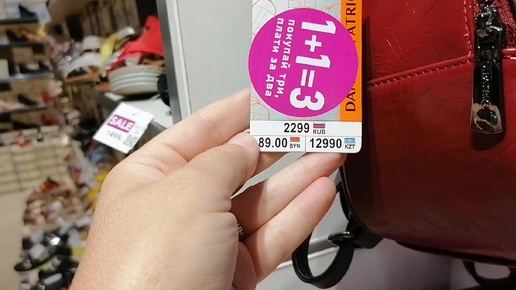 1+1=3
покупай три,
плати за два
2299 RUB
89.00 BYN 12990 KZT
SALE